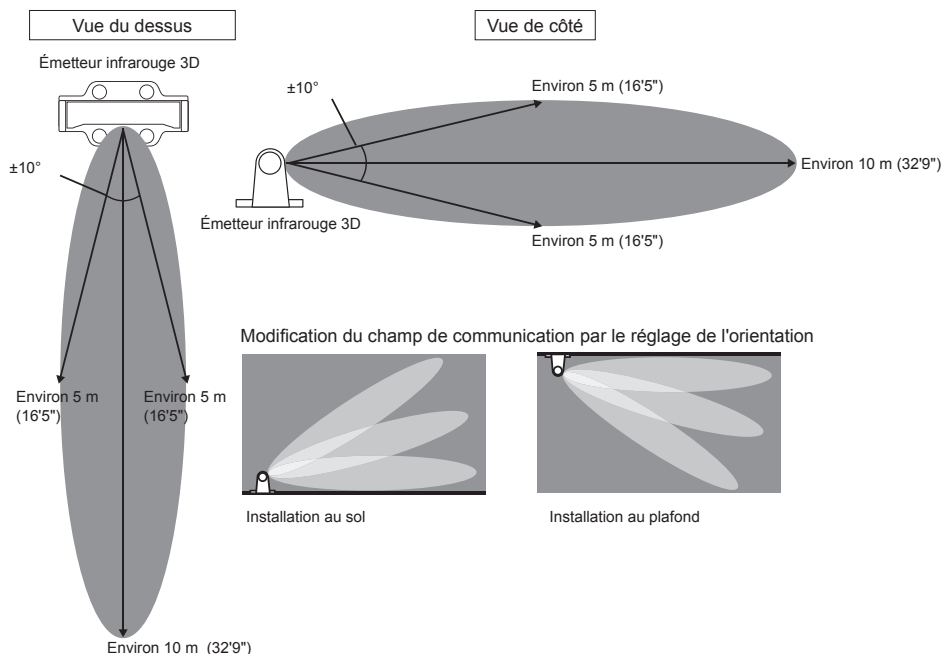 Vue du dessus
Émetteur infrarouge 3D
±10°
Environ 5 m
(16'5")
Environ 5 m
(16'5")
Environ 10 m  (32'9")
Vue de côté
±10°
Environ 5 m (16'5")
Environ 10 m (32'9")
Émetteur infrarouge 3D
Environ 5 m (16'5")
Modification du champ de communication par le réglage de l'orientation
Installation au sol
Installation au plafond